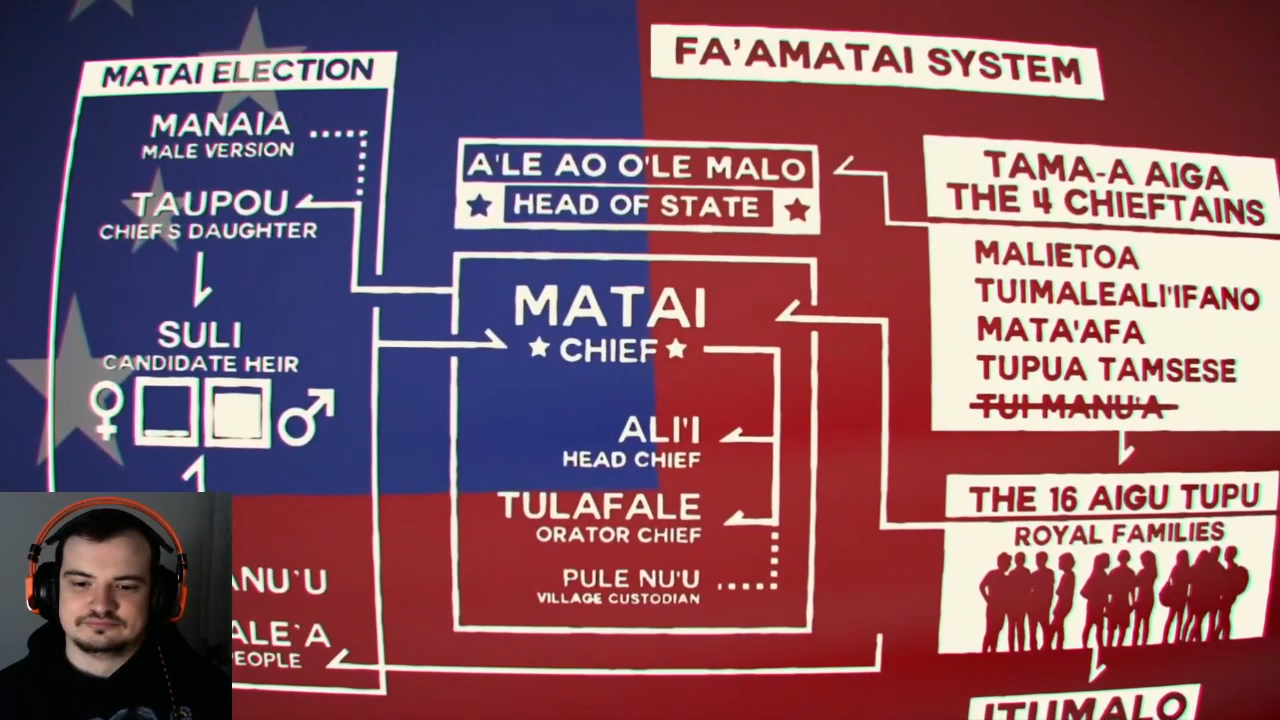 MATAI ELECTION
MANAIA
MALE VERSION
TAUPOU
CHIEF'S DAUGHTER
SULI
CANDIDATE HEIR
ANU'U
ALE'A
PEOPLE
FA'AMATAI SYSTEM
A'LE AO O'LE MALO
HEAD OF STATE
MATAI
CHIEF
ALI'I
HEAD CHIEF
TULAFALE
ORATOR CHIEF
PULE NU'U
VILLAGE CUSTODIAN
TAMA-A AIGA
THE 4 CHIEFTAINS
MALIETOA
TUIMALEALI'IFANO
MATA'AFA
TUPUA TAMSESE
TUI MANU'A
THE 16 AIGU TUPU
ROYAL FAMILIES
ITUMALO